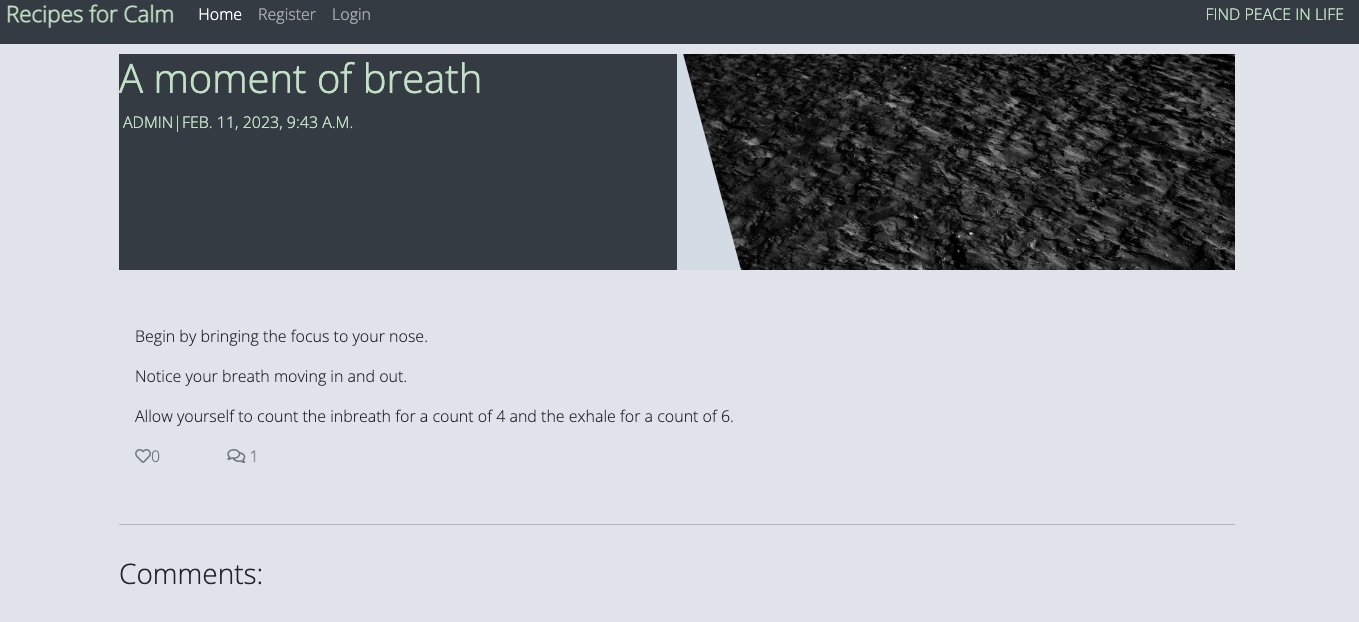 Recipes for Calm Home Register Login FIND PEACE IN LIFE
A moment of breath
ADMIN|FEB. 11, 2023, 9:43 A.M.
Begin by bringing the focus to your nose.
Notice your breath moving in and out.
Allow yourself to count the inbreath for a count of 4 and the exhale for a count of 6.
0 1
Comments: